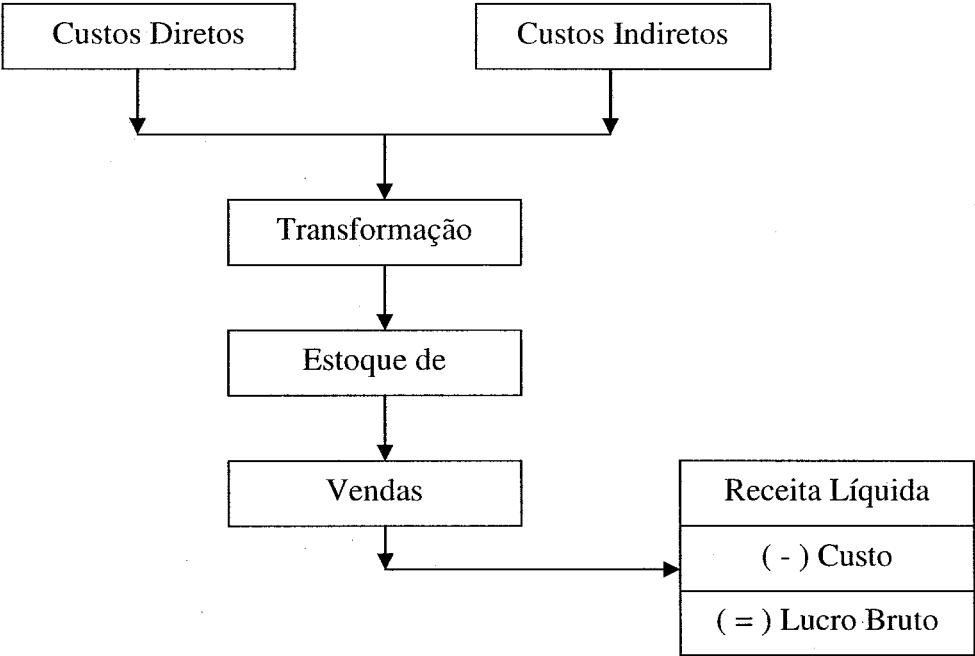 Custos Diretos
Custos Indiretos
Transformação
Estoque de
Vendas
Receita Líquida
( - ) Custo
( = ) Lucro Bruto